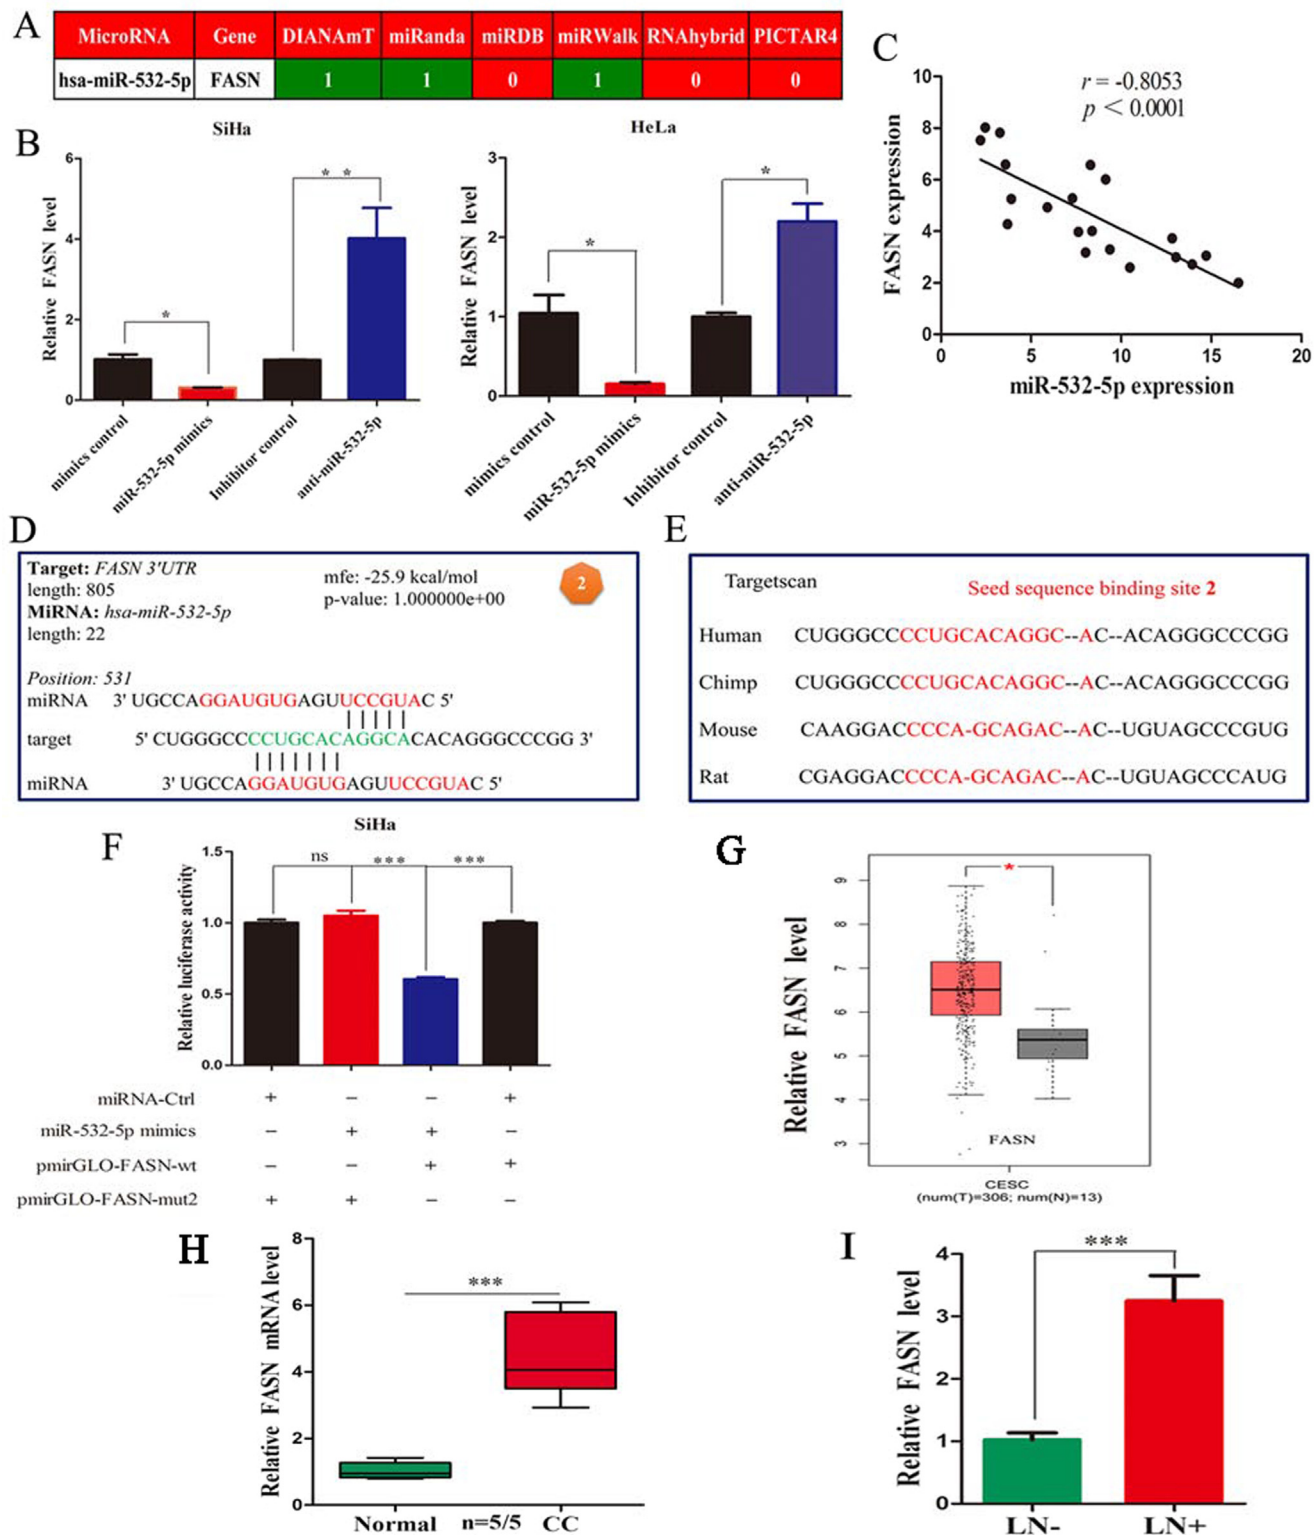 A
MicroRNA Gene DIANAmT miRanda miRDB miRWalk RNAhybrid PICTAR4
hsa-miR-532-5p FASN 1 1 0 1 0 0
B
SiHa
Relative FASN level
6
4
2
0
*
* *
mimics control
miR-532-5p mimics
Inhibitor control
anti-miR-532-5p
HeLa
Relative FASN level
3
2
1
0
*
*
mimics control
miR-532-5p mimics
Inhibitor control
anti-miR-532-5p
C
r = -0.8053
p < 0.0001
FASN expression
10
8
6
4
2
0
0 5 10 15 20
miR-532-5p expression
D
Target: FASN 3'UTR
length: 805
MiRNA: hsa-miR-532-5p
length: 22
mfe: -25.9 kcal/mol
p-value: 1.000000e+00
2
Position: 531
miRNA 3' UGCCAGGAUGUGAGUUCCGUAC 5'
target 5' CUGGGCCCCUGCACAGGCACACAGGGCCCGG 3'
miRNA 3' UGCCAGGAUGUGAGUUCCGUAC 5'
E
Targetscan Seed sequence binding site 2
Human CUGGGCCCCUGCACAGGC--AC--ACAGGGCCCGG
Chimp CUGGGCCCCUGCACAGGC--AC--ACAGGGCCCGG
Mouse CAAGGACCCCA-GCAGAC--AC--UGUAGCCCGUG
Rat CGAGGACCCCA-GCAGAC--AC--UGUAGCCCAUG
F
SiHa
Relative luciferase activity
1.5
1.0
0.5
0.0
ns *** ***
miRNA-Ctrl + – – +
miR-532-5p mimics – + + –
pmirGLO-FASN-wt – – + +
pmirGLO-FASN-mut2 + + – –
G
Relative FASN level
9
8
7
6
5
4
3
*
FASN
CESC
(num(T)=306; num(N)=13)
H
Relative FASN mRNA level
8
6
4
2
0
***
Normal n=5/5 CC
I
Relative FASN level
4
3
2
1
0
***
LN- LN+